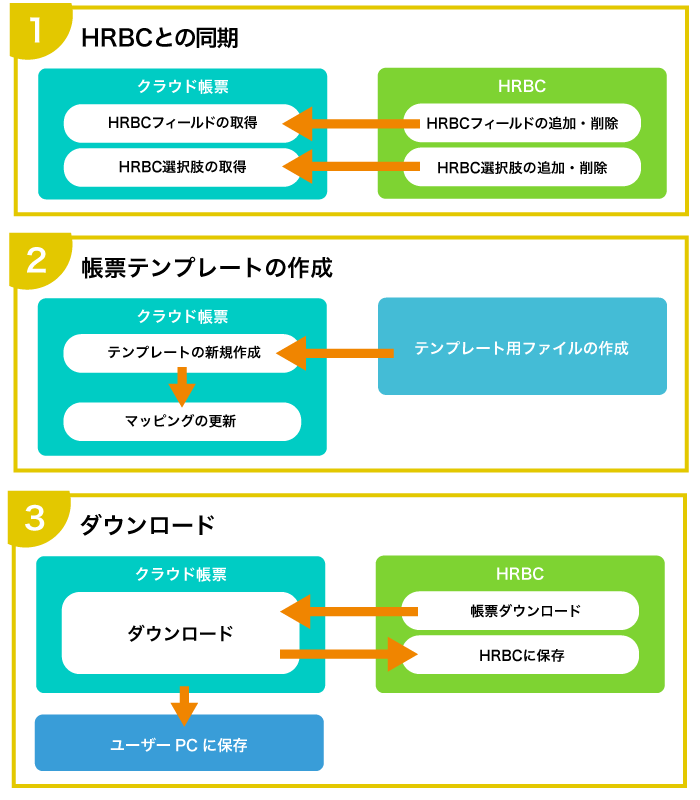 1
HRBCとの同期
クラウド帳票
HRBC
HRBCフィールドの取得
HRBCフィールドの追加・削除
HRBC選択肢の取得
HRBC選択肢の追加・削除
2
帳票テンプレートの作成
クラウド帳票
テンプレートの新規作成
テンプレート用ファイルの作成
マッピングの更新
3
ダウンロード
クラウド帳票
HRBC
ダウンロード
帳票ダウンロード
HRBCに保存
ユーザー PC に保存